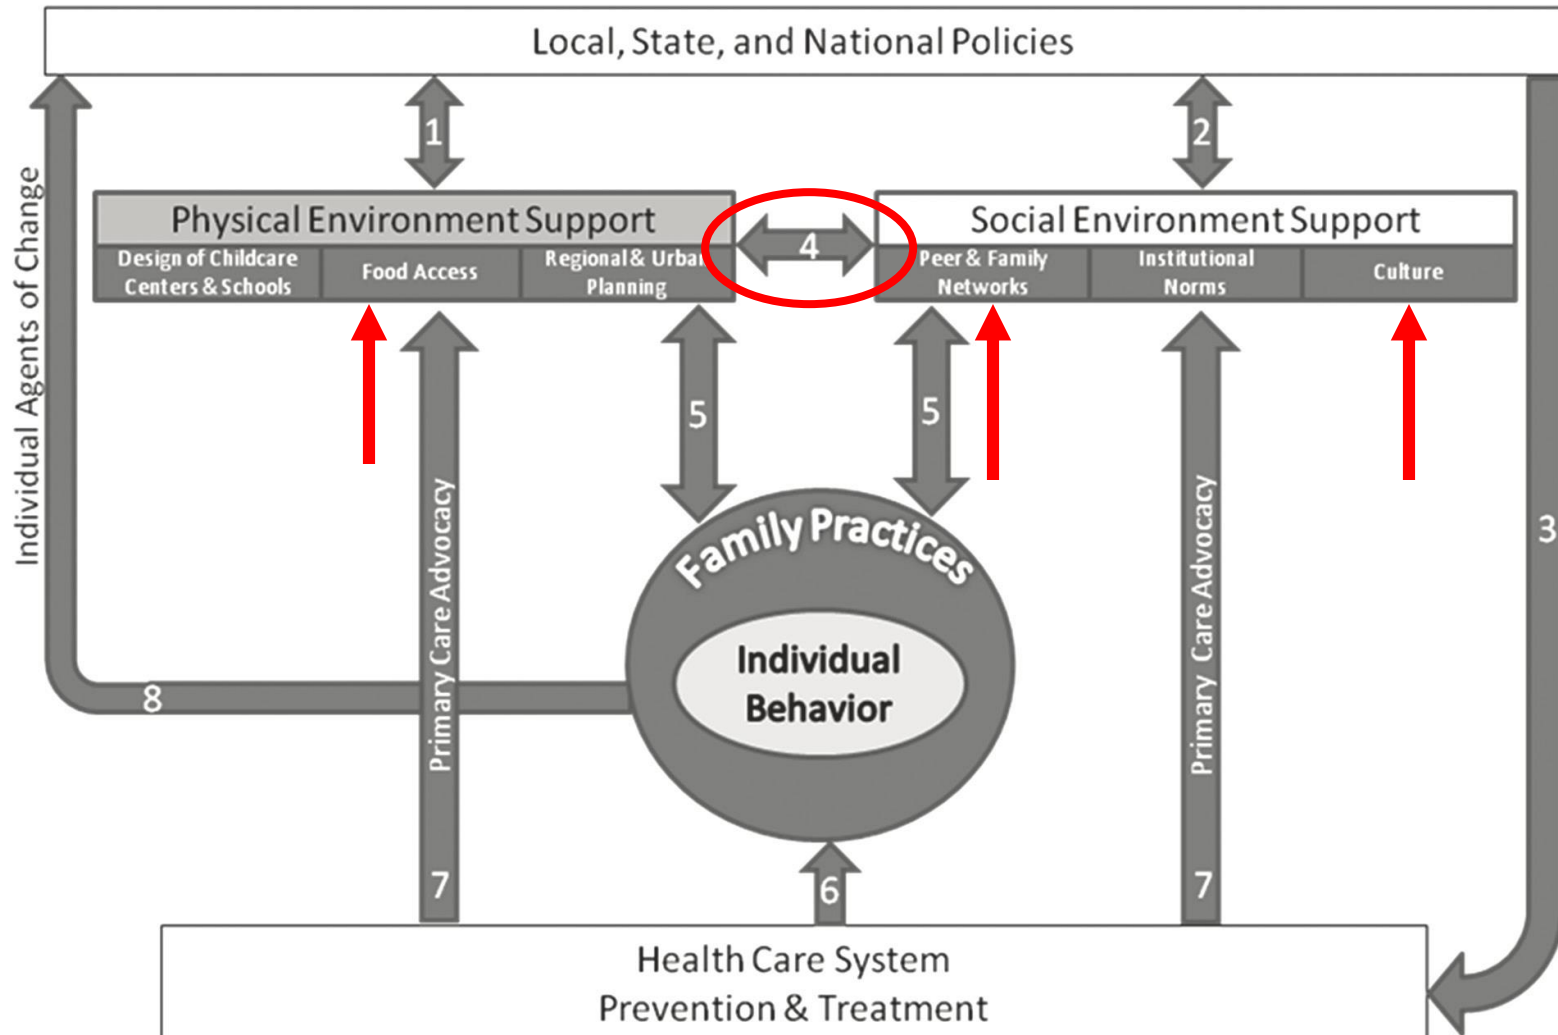 Local, State, and National Policies
1
2
Individual Agents of Change
Physical Environment Support
4
Social Environment Support
Design of Childcare
Centers & Schools
Food Access
Regional & Urban
Planning
Peer & Family
Networks
Institutional
Norms
Culture
5
5
3
Family Practices
Primary Care Advocacy
Primary Care Advocacy
Individual
Behavior
8
7
6
7
Health Care System
Prevention & Treatment